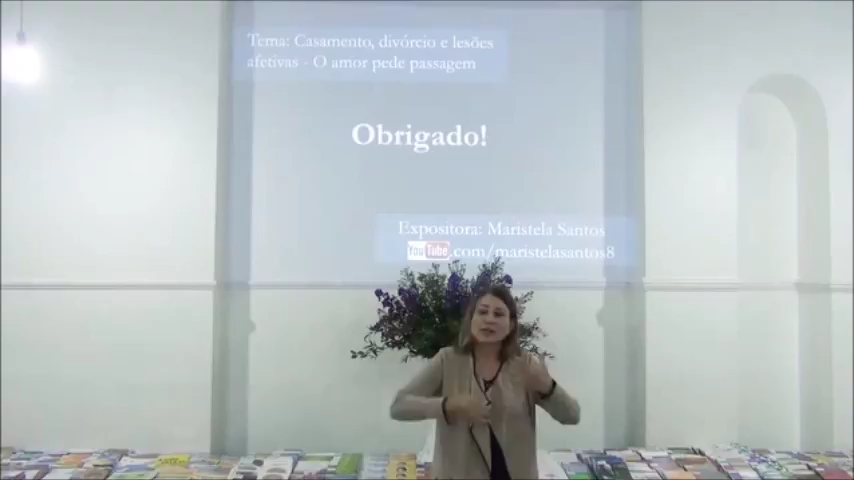 Tema: Casamento, divórcio e lesões
afetivas - O amor pede passagem
Obrigado!
Expositora: Maristela Santos
YouTube.com/maristelasantos8